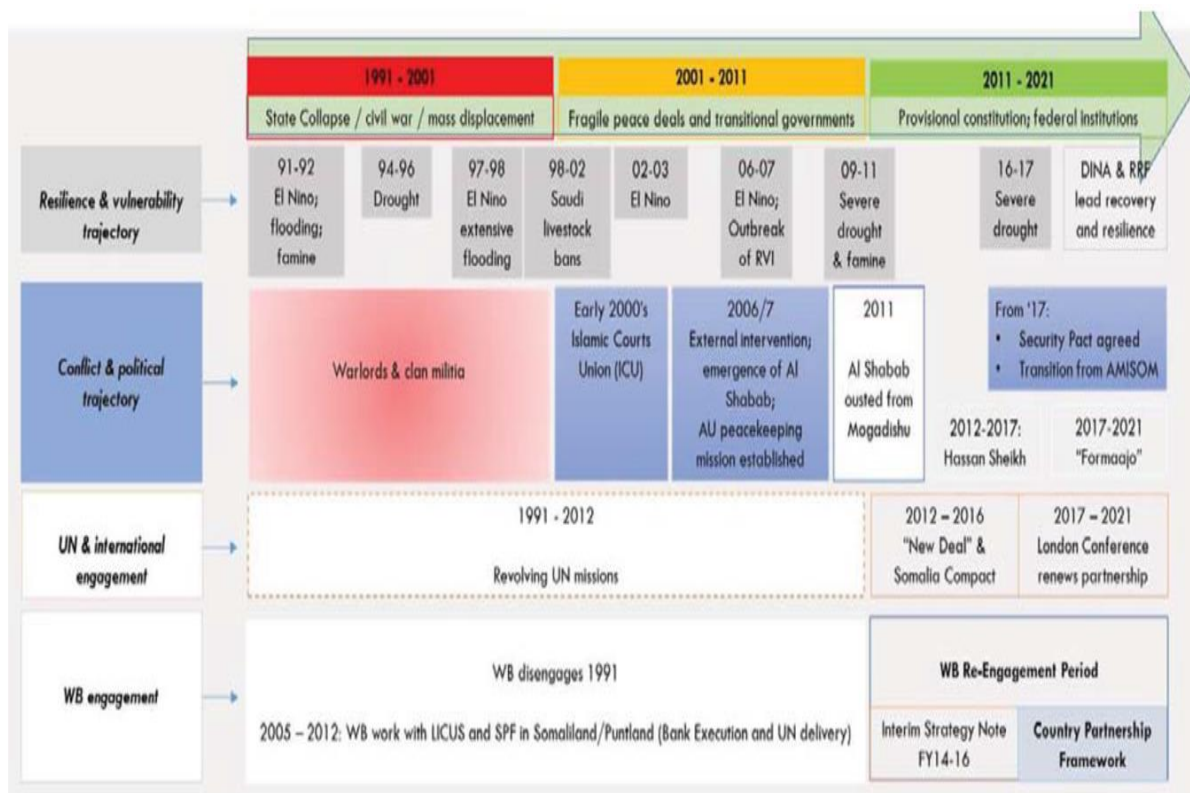 1991 - 2001
State Collapse / civil war / mass displacement
2001 - 2011
Fragile peace deals and transitional governments
2011 - 2021
Provisional constitution; federal institutions
Resilience & vulnerability
trajectory
91-92
El Nino;
flooding;
famine
94-96
Drought
97-98
El Nino
extensive
flooding
98-02
Saudi
livestock
bans
02-03
El Nino
06-07
El Nino;
Outbreak
of RVI
09-11
Severe
drought
& famine
16-17
Severe
drought
DINA & RRF
lead recovery
and resilience
Conflict & political
trajectory
Warlords & clan militia
Early 2000's
Islamic Courts
Union (ICU)
2006/7
External intervention;
emergence of Al
Shabab;
AU peacekeeping
mission established
2011
Al Shabab
ousted from
Mogadishu
From '17:
• Security Pact agreed
• Transition from AMISOM
2012-2017:
Hassan Sheikh
2017-2021
"Formaajo"
UN & international
engagement
1991 - 2012
Revolving UN missions
2012 – 2016
"New Deal" &
Somalia Compact
2017 – 2021
London Conference
renews partnership
WB engagement
WB disengages 1991
2005 – 2012: WB work with LICUS and SPF in Somaliland/Puntland (Bank Execution and UN delivery)
WB Re-Engagement Period
Interim Strategy Note
FY14-16
Country Partnership
Framework